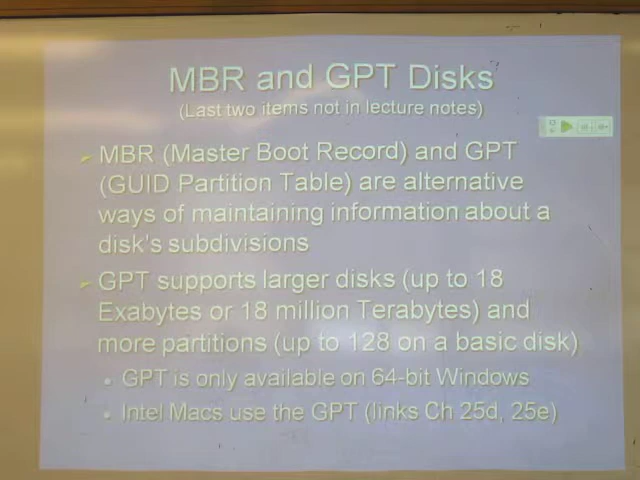 MBR and GPT Disks
(Last two items not in lecture notes)
MBR (Master Boot Record) and GPT
(GUID Partition Table) are alternative
ways of maintaining information about a
disk's subdivisions
GPT supports larger disks (up to 18
Exabytes or 18 million Terabytes) and
more partitions (up to 128 on a basic disk)
GPT is only available on 64-bit Windows
Intel Macs use the GPT (links Ch 25d, 25e)